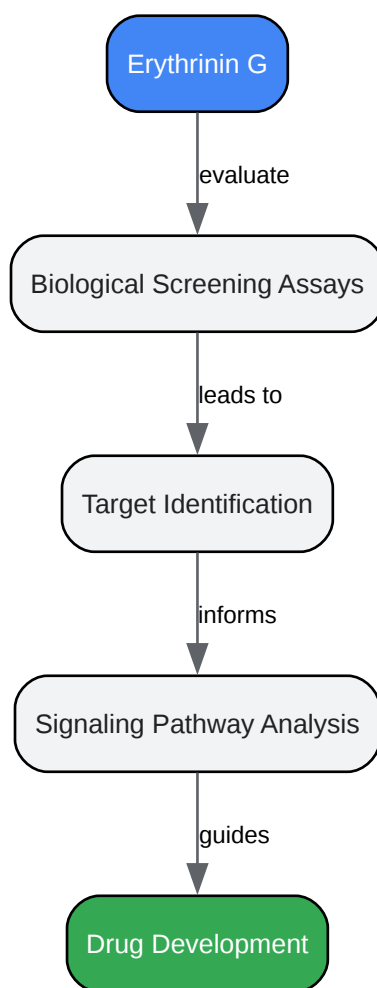 Erythrinin G
evaluate
Biological Screening Assays
leads to
Target Identification
informs
Signaling Pathway Analysis
guides
Drug Development